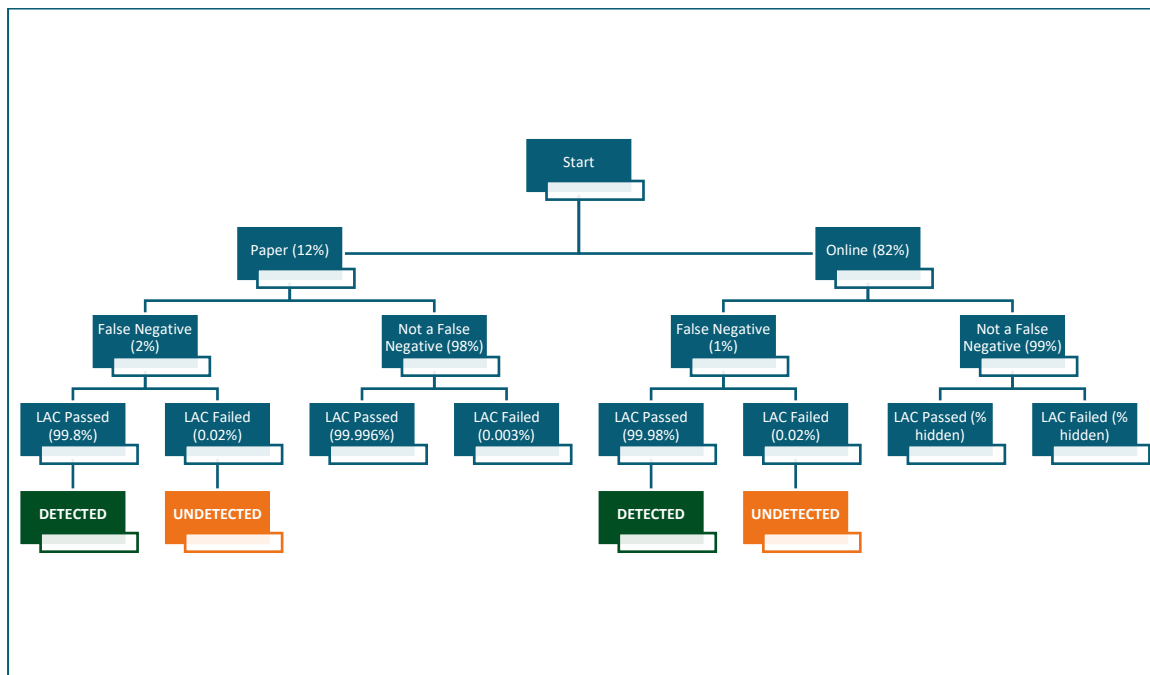 Start
Paper (12%)
Online (82%)
False Negative
(2%)
Not a False
Negative (98%)
False Negative
(1%)
Not a False
Negative (99%)
LAC Passed
(99.8%)
LAC Failed
(0.02%)
LAC Passed
(99.996%)
LAC Failed
(0.003%)
LAC Passed
(99.98%)
LAC Failed
(0.02%)
LAC Passed (%
hidden)
LAC Failed (%
hidden)
DETECTED
UNDETECTED
DETECTED
UNDETECTED